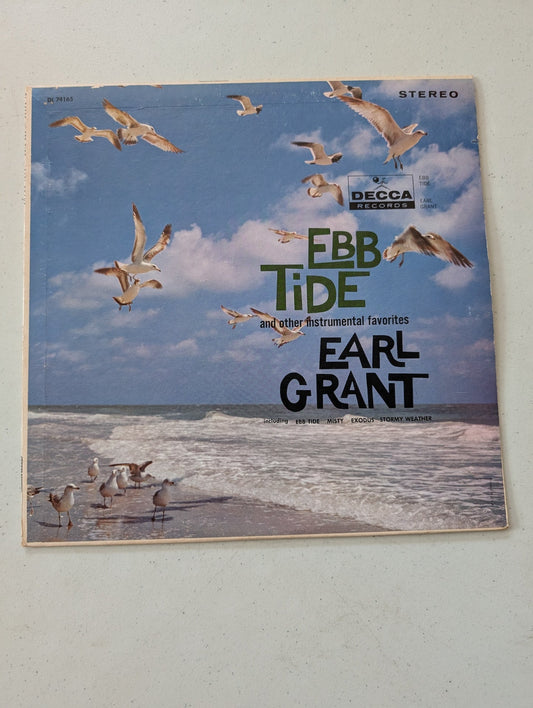 DL 74165
STEREO
DECCA
RECORDS
EBB
TIDE
EARL
GRANT
EBB
TIDE
and other instrumental favorites
EARL
GRANT
including EBB TIDE MISTY EXODUS STORMY WEATHER